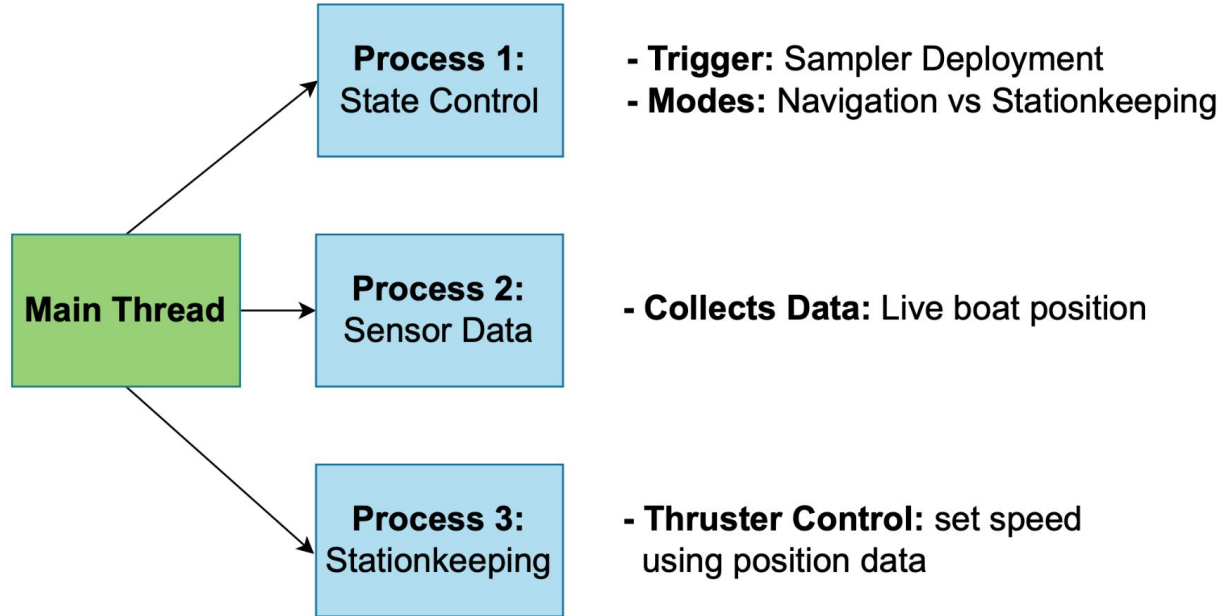 Process 1:
State Control
- Trigger: Sampler Deployment
- Modes: Navigation vs Stationkeeping
Main Thread
Process 2:
Sensor Data
- Collects Data: Live boat position
Process 3:
Stationkeeping
- Thruster Control: set speed
using position data